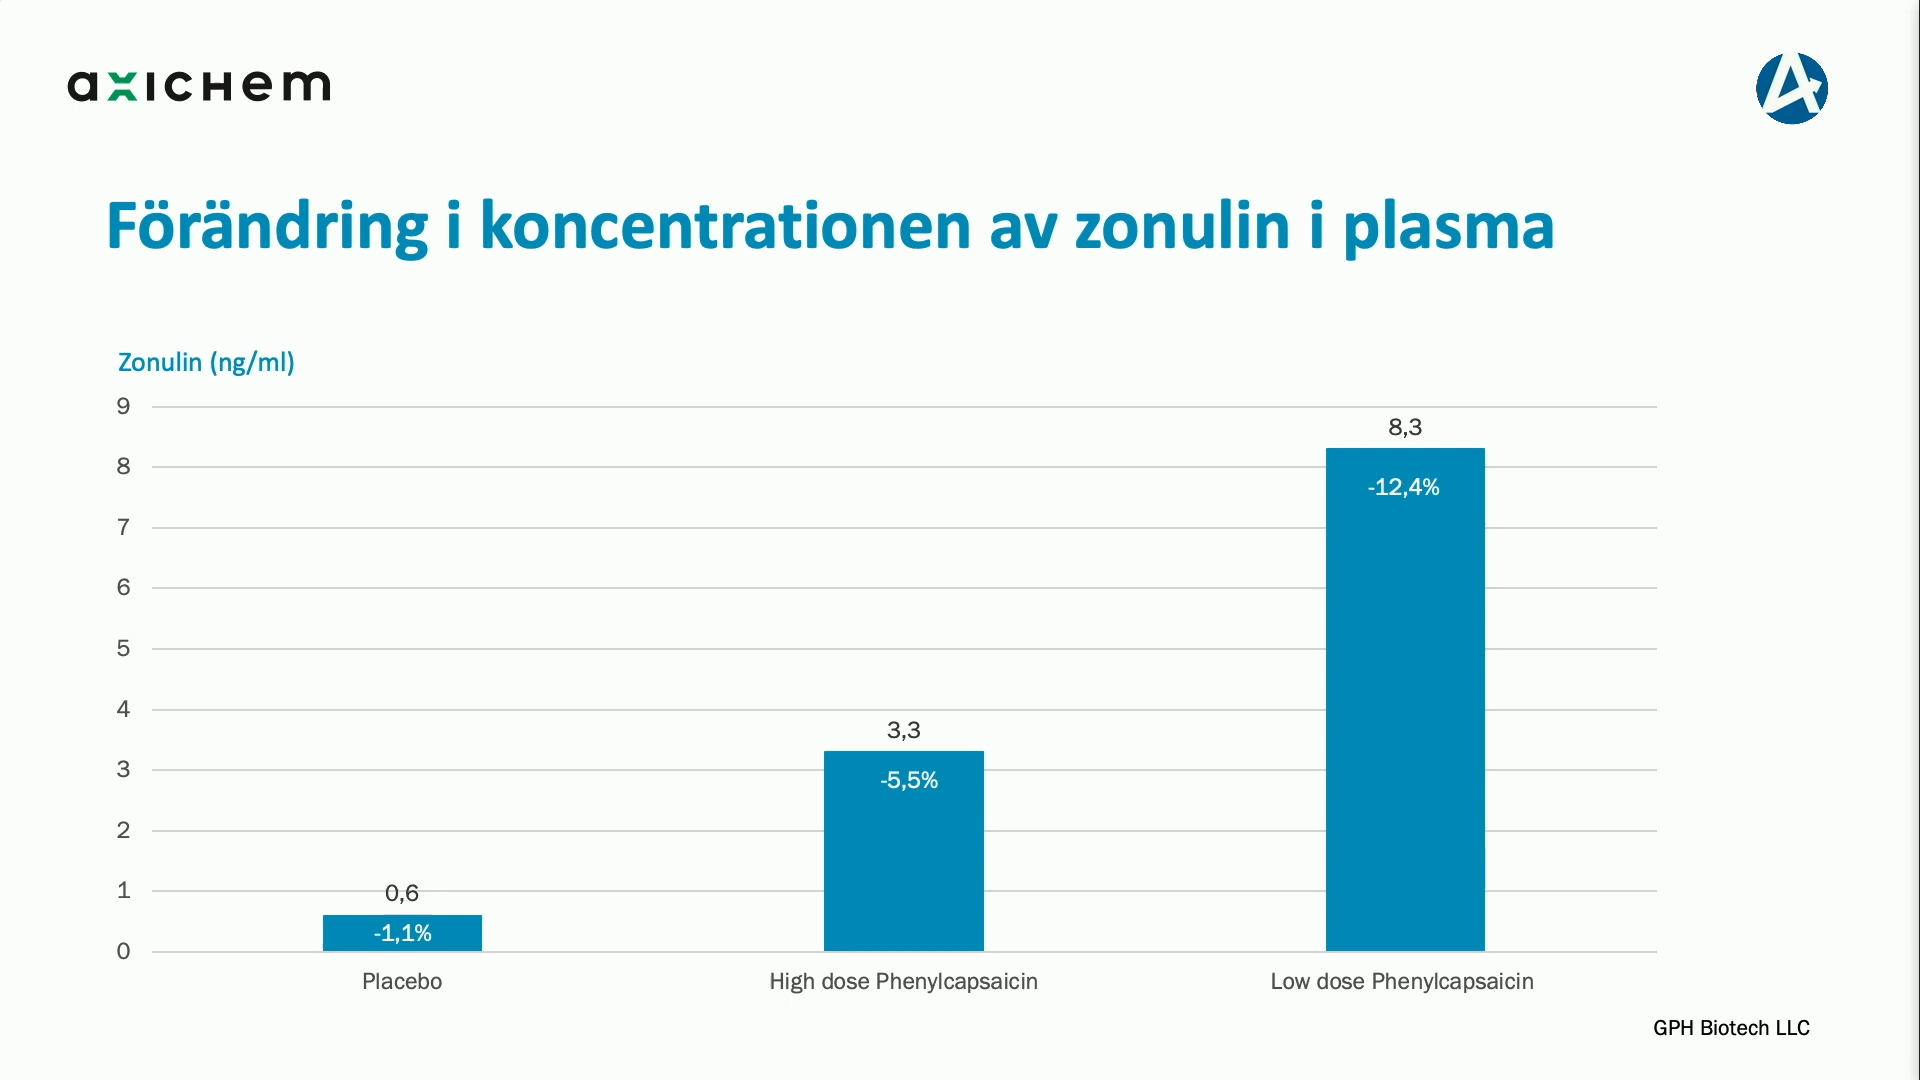 axichem
Förändring i koncentrationen av zonulin i plasma
Zonulin (ng/ml)
9
8
7
6
5
4
3
2
1
0
0,6
-1,1%
3,3
-5,5%
8,3
-12,4%
Placebo
High dose Phenylcapsaicin
Low dose Phenylcapsaicin
GPH Biotech LLC